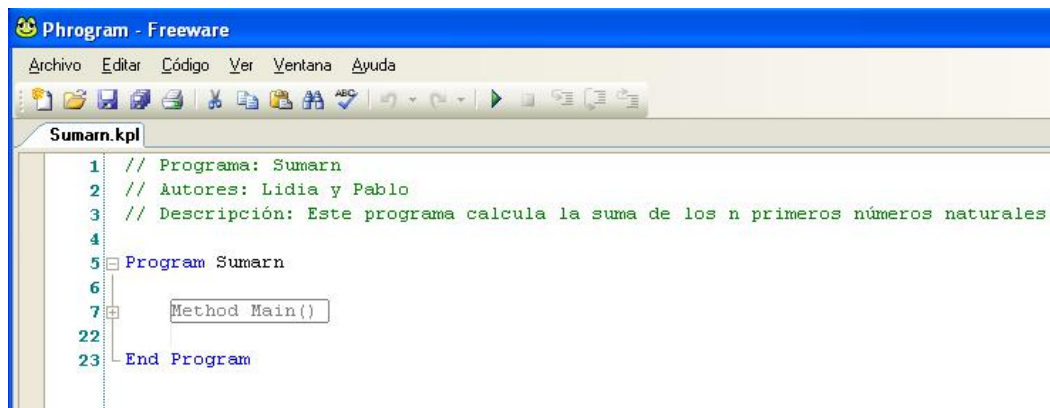 Phrogram - Freeware
Archivo Editar Código Ver Ventana Ayuda
ABC
Sumarn.kpl
1 // Programa: Sumarn
2 // Autores: Lidia y Pablo
3 // Descripción: Este programa calcula la suma de los n primeros números naturales
4
5 Program Sumarn
6
7 Method Main()
22
23 End Program